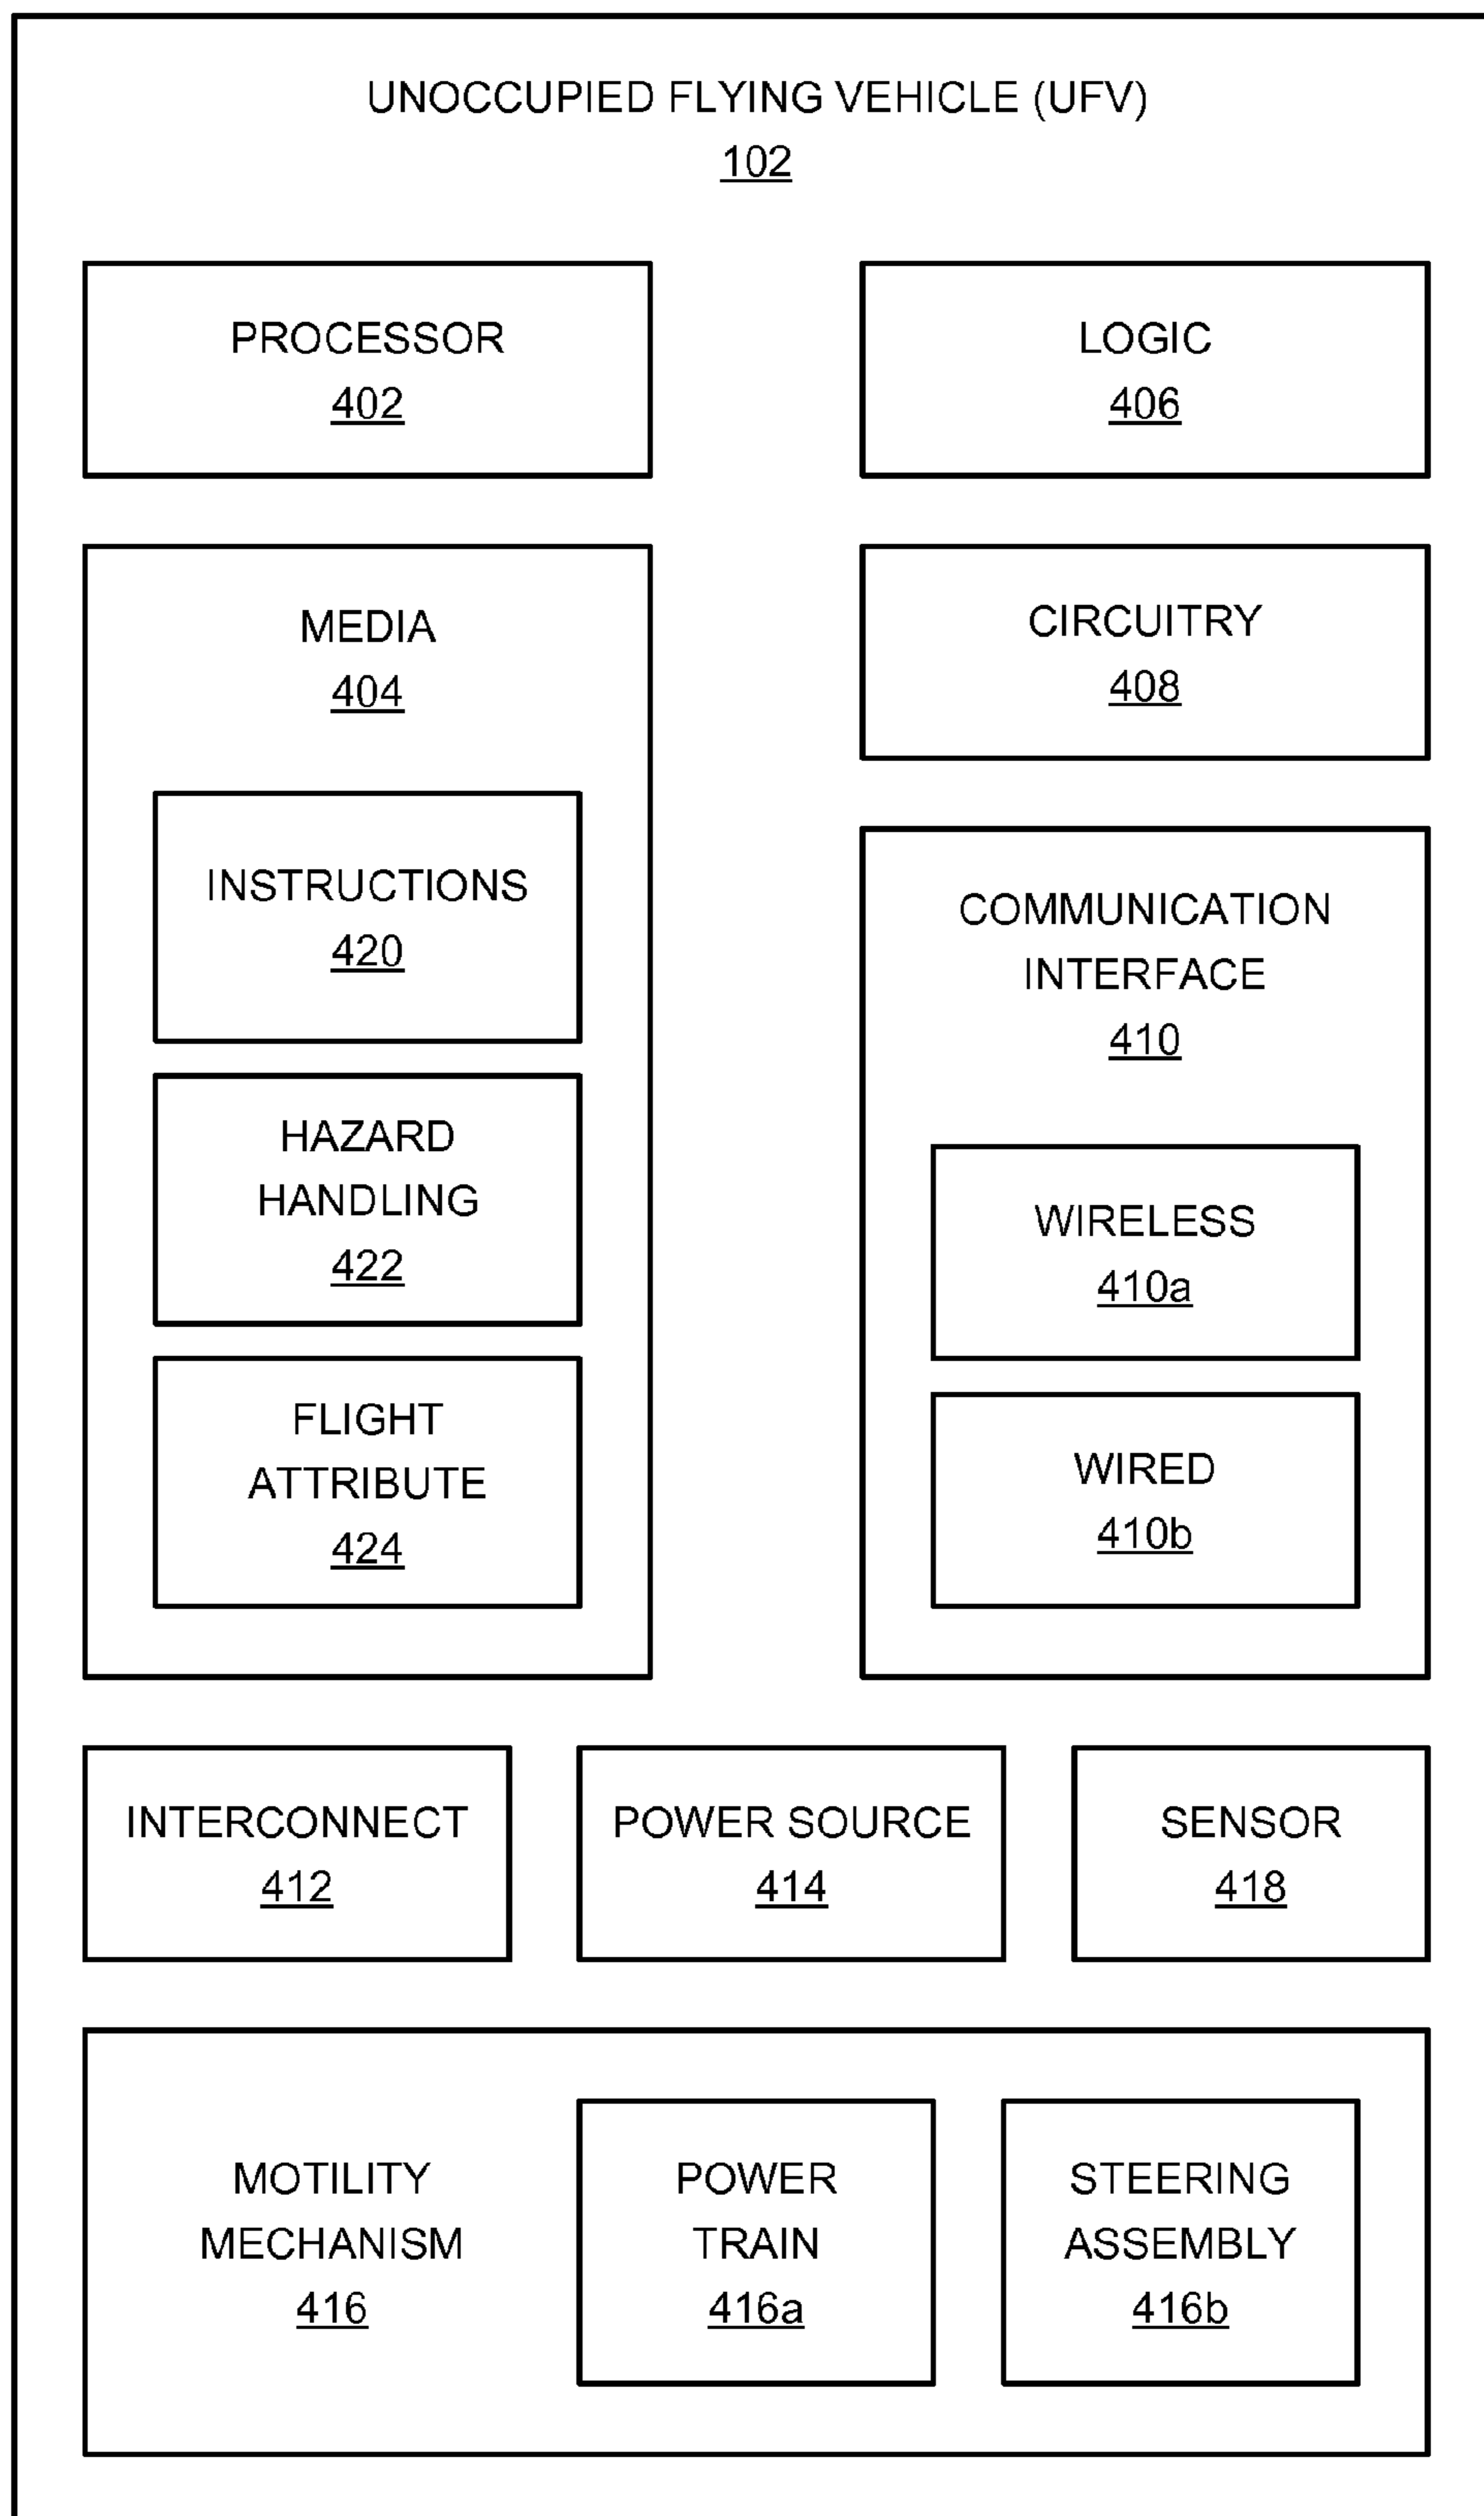 UNOCCUPIED FLYING VEHICLE (UFV)
102
PROCESSOR
402
LOGIC
406
MEDIA
404
INSTRUCTIONS
420
HAZARD
HANDLING
422
FLIGHT
ATTRIBUTE
424
CIRCUITRY
408
COMMUNICATION
INTERFACE
410
WIRELESS
410a
WIRED
410b
INTERCONNECT
412
POWER SOURCE
414
SENSOR
418
MOTILITY
MECHANISM
416
POWER
TRAIN
416a
STEERING
ASSEMBLY
416b